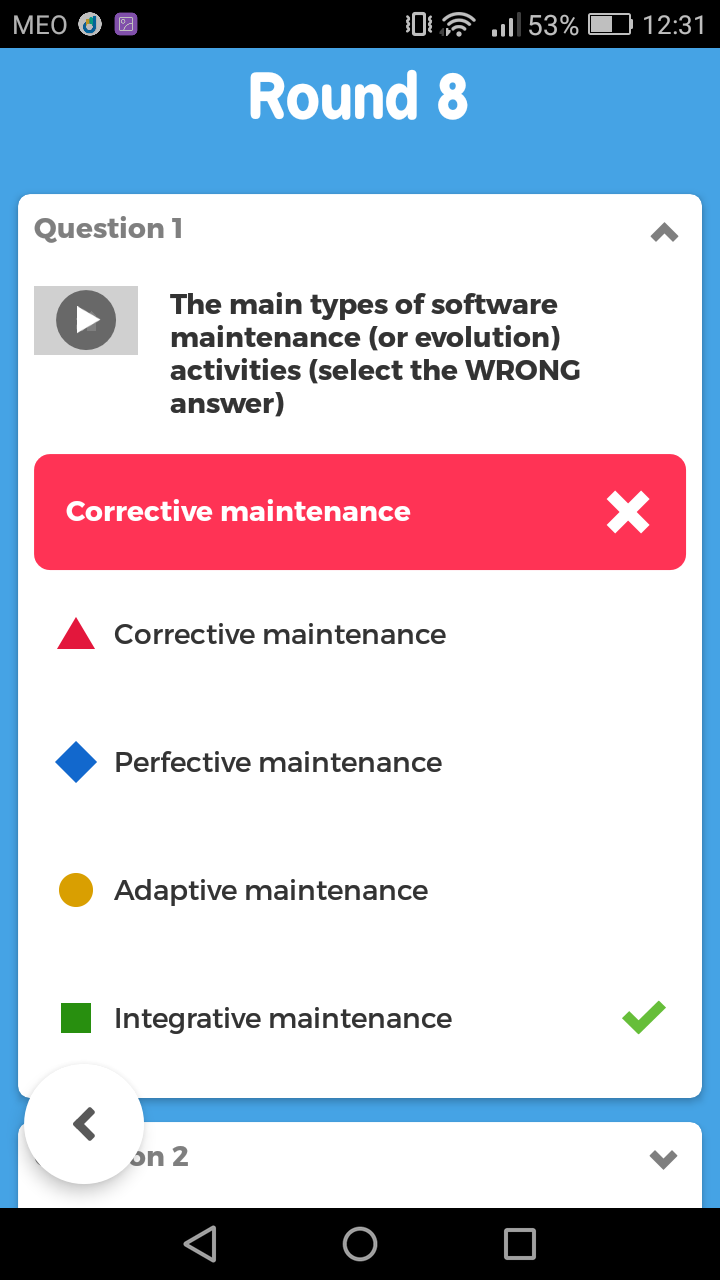 MEO 53% 12:31
Round 8
Question 1
The main types of software
maintenance (or evolution)
activities (select the WRONG
answer)
Corrective maintenance
Corrective maintenance
Perfective maintenance
Adaptive maintenance
Integrative maintenance
on 2